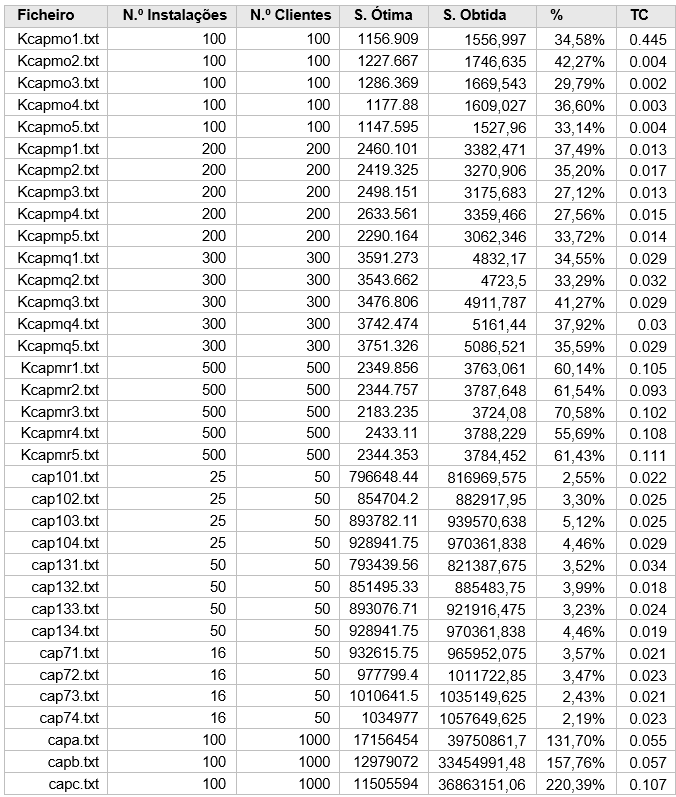 Ficheiro N.º Instalações N.º Clientes S. Ótima S. Obtida % TC
Kcapmo1.txt 100 100 1156.909 1556,997 34,58% 0.445
Kcapmo2.txt 100 100 1227.667 1746,635 42,27% 0.004
Kcapmo3.txt 100 100 1286.369 1669,543 29,79% 0.002
Kcapmo4.txt 100 100 1177.88 1609,027 36,60% 0.003
Kcapmo5.txt 100 100 1147.595 1527,96 33,14% 0.004
Kcapmp1.txt 200 200 2460.101 3382,471 37,49% 0.013
Kcapmp2.txt 200 200 2419.325 3270,906 35,20% 0.017
Kcapmp3.txt 200 200 2498.151 3175,683 27,12% 0.013
Kcapmp4.txt 200 200 2633.561 3359,466 27,56% 0.015
Kcapmp5.txt 200 200 2290.164 3062,346 33,72% 0.014
Kcapmq1.txt 300 300 3591.273 4832,17 34,55% 0.029
Kcapmq2.txt 300 300 3543.662 4723,5 33,29% 0.032
Kcapmq3.txt 300 300 3476.806 4911,787 41,27% 0.029
Kcapmq4.txt 300 300 3742.474 5161,44 37,92% 0.03
Kcapmq5.txt 300 300 3751.326 5086,521 35,59% 0.029
Kcapmr1.txt 500 500 2349.856 3763,061 60,14% 0.105
Kcapmr2.txt 500 500 2344.757 3787,648 61,54% 0.093
Kcapmr3.txt 500 500 2183.235 3724,08 70,58% 0.102
Kcapmr4.txt 500 500 2433.11 3788,229 55,69% 0.108
Kcapmr5.txt 500 500 2344.353 3784,452 61,43% 0.111
cap101.txt 25 50 796648.44 816969,575 2,55% 0.022
cap102.txt 25 50 854704.2 882917,95 3,30% 0.025
cap103.txt 25 50 893782.11 939570,638 5,12% 0.025
cap104.txt 25 50 928941.75 970361,838 4,46% 0.029
cap131.txt 50 50 793439.56 821387,675 3,52% 0.034
cap132.txt 50 50 851495.33 885483,75 3,99% 0.018
cap133.txt 50 50 893076.71 921916,475 3,23% 0.024
cap134.txt 50 50 928941.75 970361,838 4,46% 0.019
cap71.txt 16 50 932615.75 965952,075 3,57% 0.021
cap72.txt 16 50 977799.4 1011722,85 3,47% 0.023
cap73.txt 16 50 1010641.5 1035149,625 2,43% 0.021
cap74.txt 16 50 1034977 1057649,625 2,19% 0.023
capa.txt 100 1000 17156454 39750861,7 131,70% 0.055
capb.txt 100 1000 12979072 33454991,48 157,76% 0.057
capc.txt 100 1000 11505594 36863151,06 220,39% 0.107